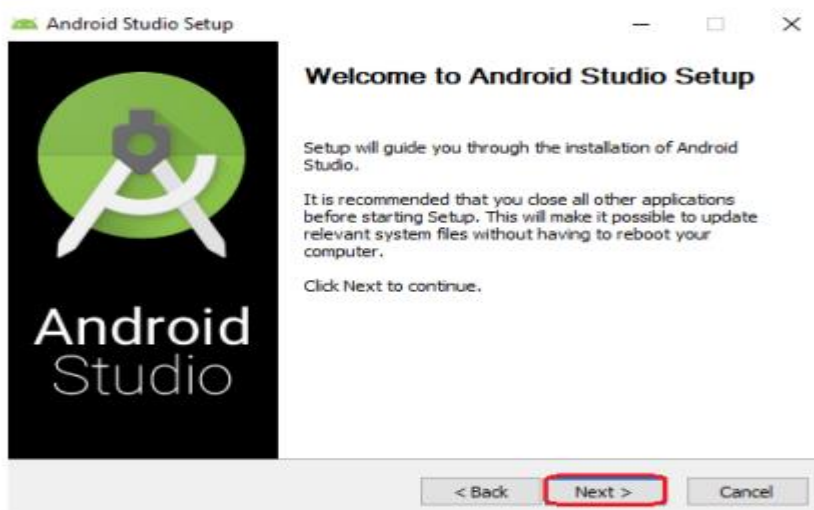 Android Studio Setup
Welcome to Android Studio Setup
Setup will guide you through the installation of Android
Studio.
It is recommended that you close all other applications
before starting Setup. This will make it possible to update
relevant system files without having to reboot your
computer.
Click Next to continue.
Android
Studio
< Back Next > Cancel